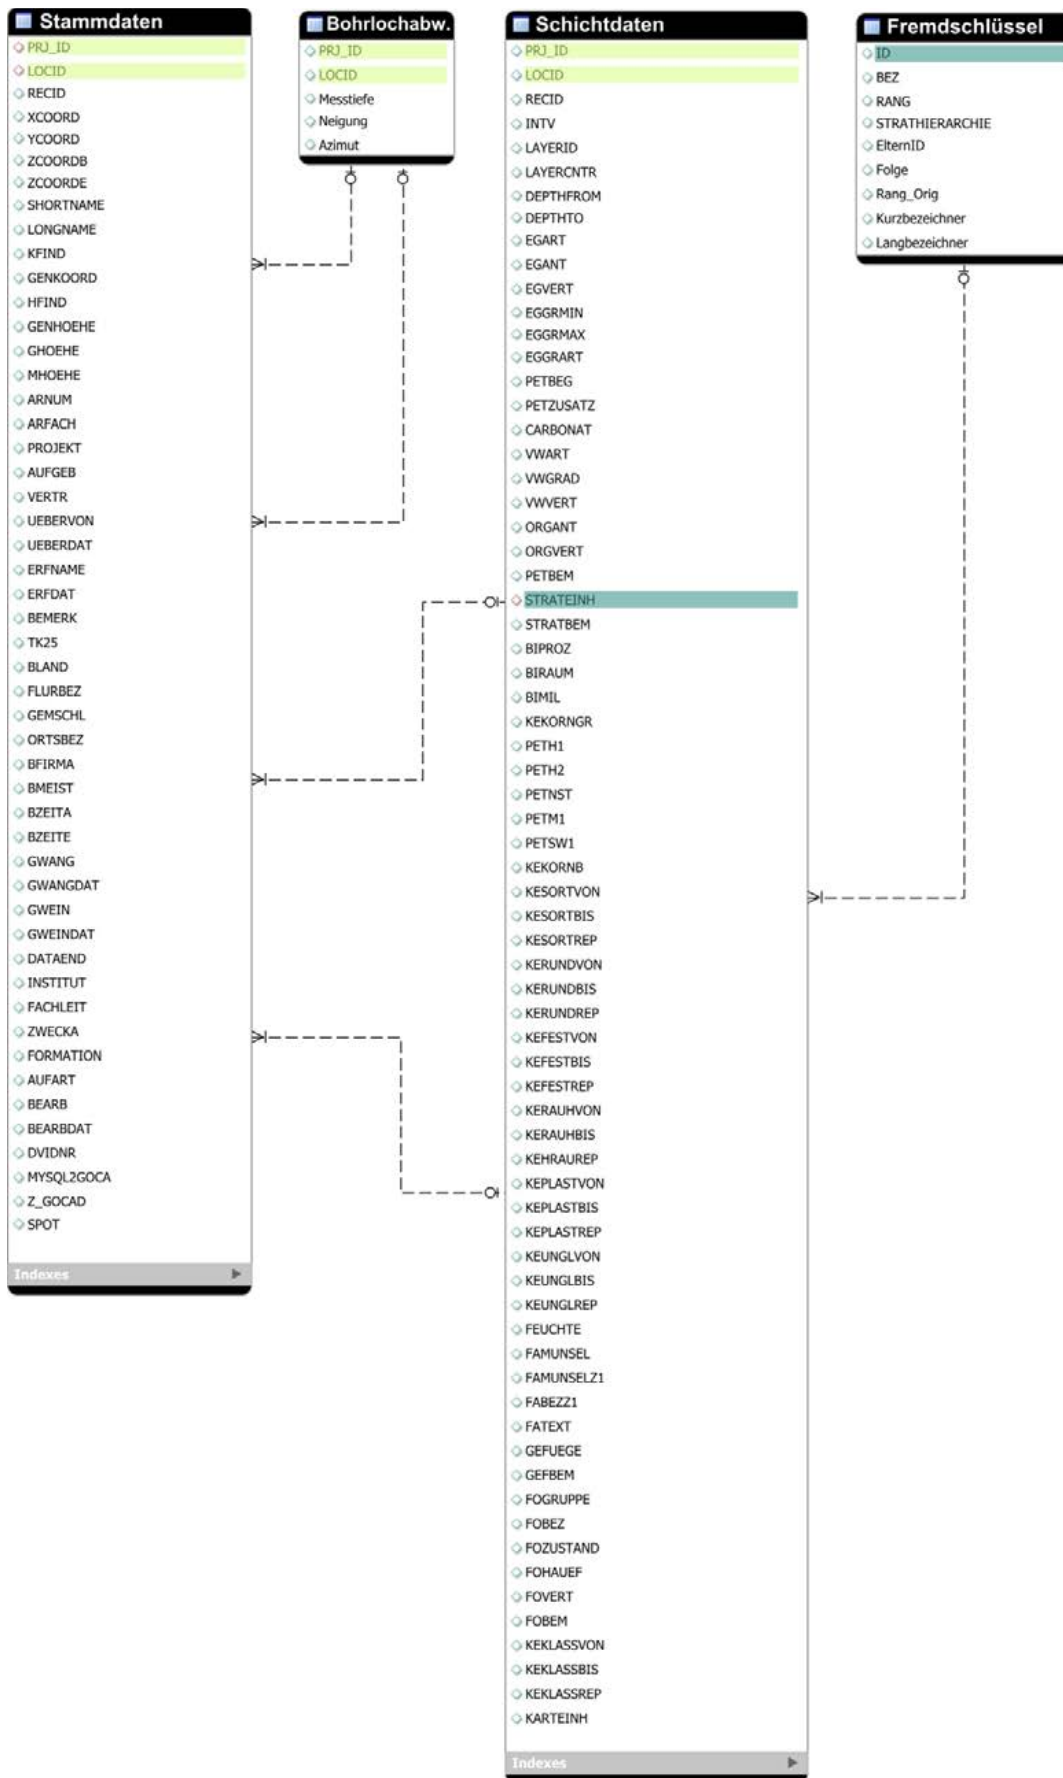 Stammdaten
PRJ_ID
LOCID
RECID
XCOORD
YCOORD
ZCOORDB
ZCOORDE
SHORTNAME
LONGNAME
KFIND
GENKOORD
HFIND
GENHOEHE
GHOEHE
MHOEHE
ARNUM
ARFACH
PROJEKT
AUFGEB
VERTR
UEBERVON
UEBERDAT
ERFNAME
ERFDAT
BEMERK
TK25
BLAND
FLURBEZ
GEMSCHL
ORTSBEZ
BFIRMA
BMEIST
BZEITA
BZEITE
GWANG
GWANGDAT
GWEIN
GWEINDAT
DATAEND
INSTITUT
FACHLEIT
ZWECKA
FORMATION
AUFART
BEARB
BEARBDAT
DVIDNR
MYSQL2GOCA
Z_GOCAD
SPOT
Indexes
Bohrlochabw.
PRJ_ID
LOCID
Messtiefe
Neigung
Azimut
Schichtdaten
PRJ_ID
LOCID
RECID
INTV
LAYERID
LAYERCNTR
DEPTHFROM
DEPTHTO
EGART
EGANT
EGVERT
EGGRMIN
EGGRMAX
EGGRART
PETBEG
PETZUSATZ
CARBONAT
VWART
VWGRAD
VWVERT
ORGANT
ORGVERT
PETBEM
STRATEINH
STRATBEM
BIPROZ
BIRAUM
BIMIL
KEKORNGR
PETH1
PETH2
PETNST
PETM1
PETSW1
KEKORNB
KESORTVON
KESORTBIS
KESORTREP
KERUNDVON
KERUNDBIS
KERUNDREP
KEFESTVON
KEFESTBIS
KEFESTREP
KERAUHVON
KERAUHBIS
KEHRAUREP
KEPLASTVON
KEPLASTBIS
KEPLASTREP
KEUNGLVON
KEUNGLBIS
KEUNGLREP
FEUCHTE
FAMUNSEL
FAMUNSELZ1
FABEZZ1
FATEXT
GEFUEGE
GEFBEM
FOGRUPPE
FOBEZ
FOZUSTAND
FOHAUEF
FOVERT
FOBEM
KEKLASSVON
KEKLASSBIS
KEKLASSREP
KARTEINH
Indexes
Fremdschlüssel
ID
BEZ
RANG
STRATHIERARCHIE
ElternID
Folge
Rang_Orig
Kurzbezeichner
Langbezeichner